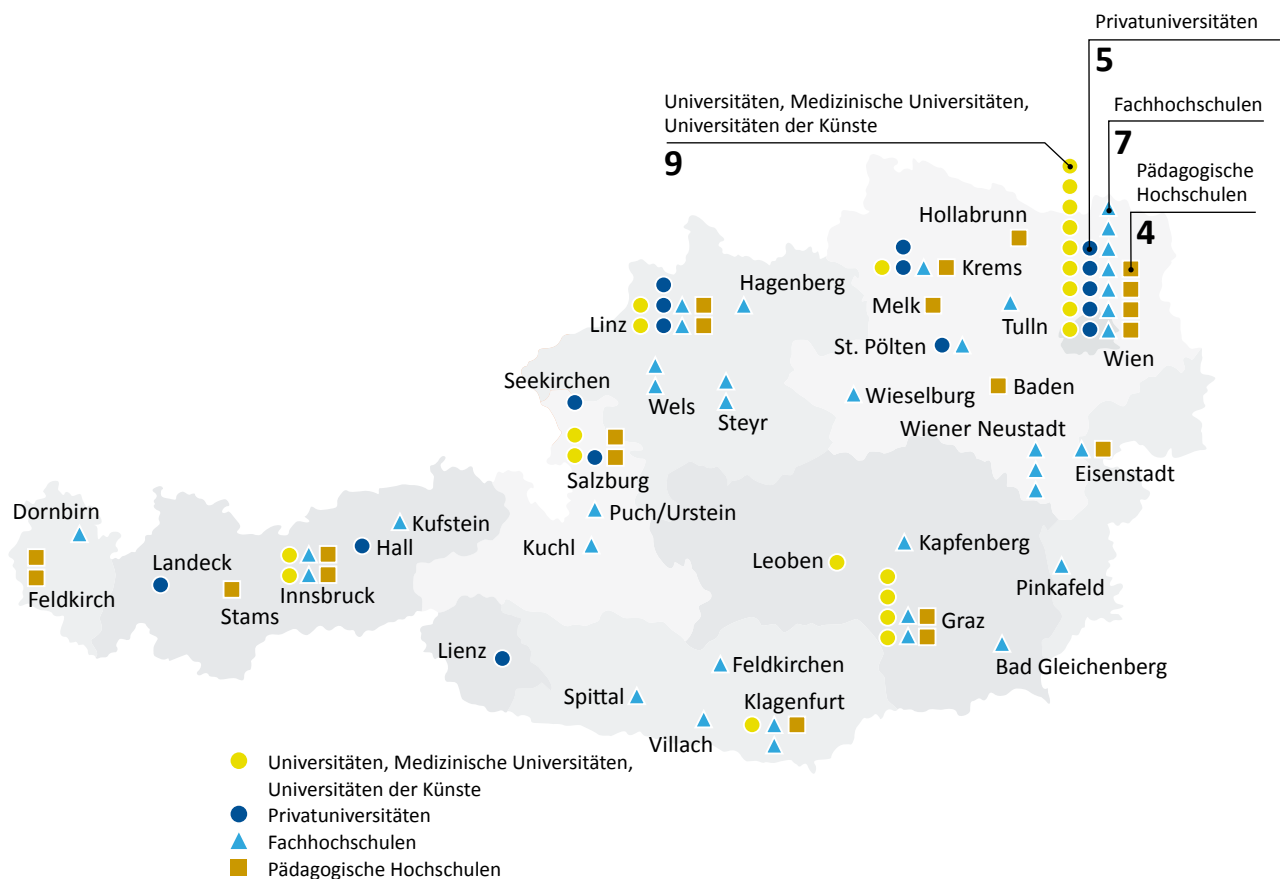 Privatuniversitäten
5
Universitäten, Medizinische Universitäten,
Universitäten der Künste
9
Fachhochschulen
7
Pädagogische
Hochschulen
4
Hollabrunn
Krems
Hagenberg
Melk
Linz
Tulln
St. Pölten
Wien
Seekirchen
Wels
Steyr
Wieselburg
Baden
Wiener Neustadt
Salzburg
Eisenstadt
Dornbirn
Kufstein
Puch/Urstein
Landeck
Hall
Kuchl
Kapfenberg
Leoben
Feldkirch
Stams
Innsbruck
Pinkafeld
Graz
Lienz
Feldkirchen
Bad Gleichenberg
Spittal
Klagenfurt
Villach
Universitäten, Medizinische Universitäten,
Universitäten der Künste
Privatuniversitäten
Fachhochschulen
Pädagogische Hochschulen